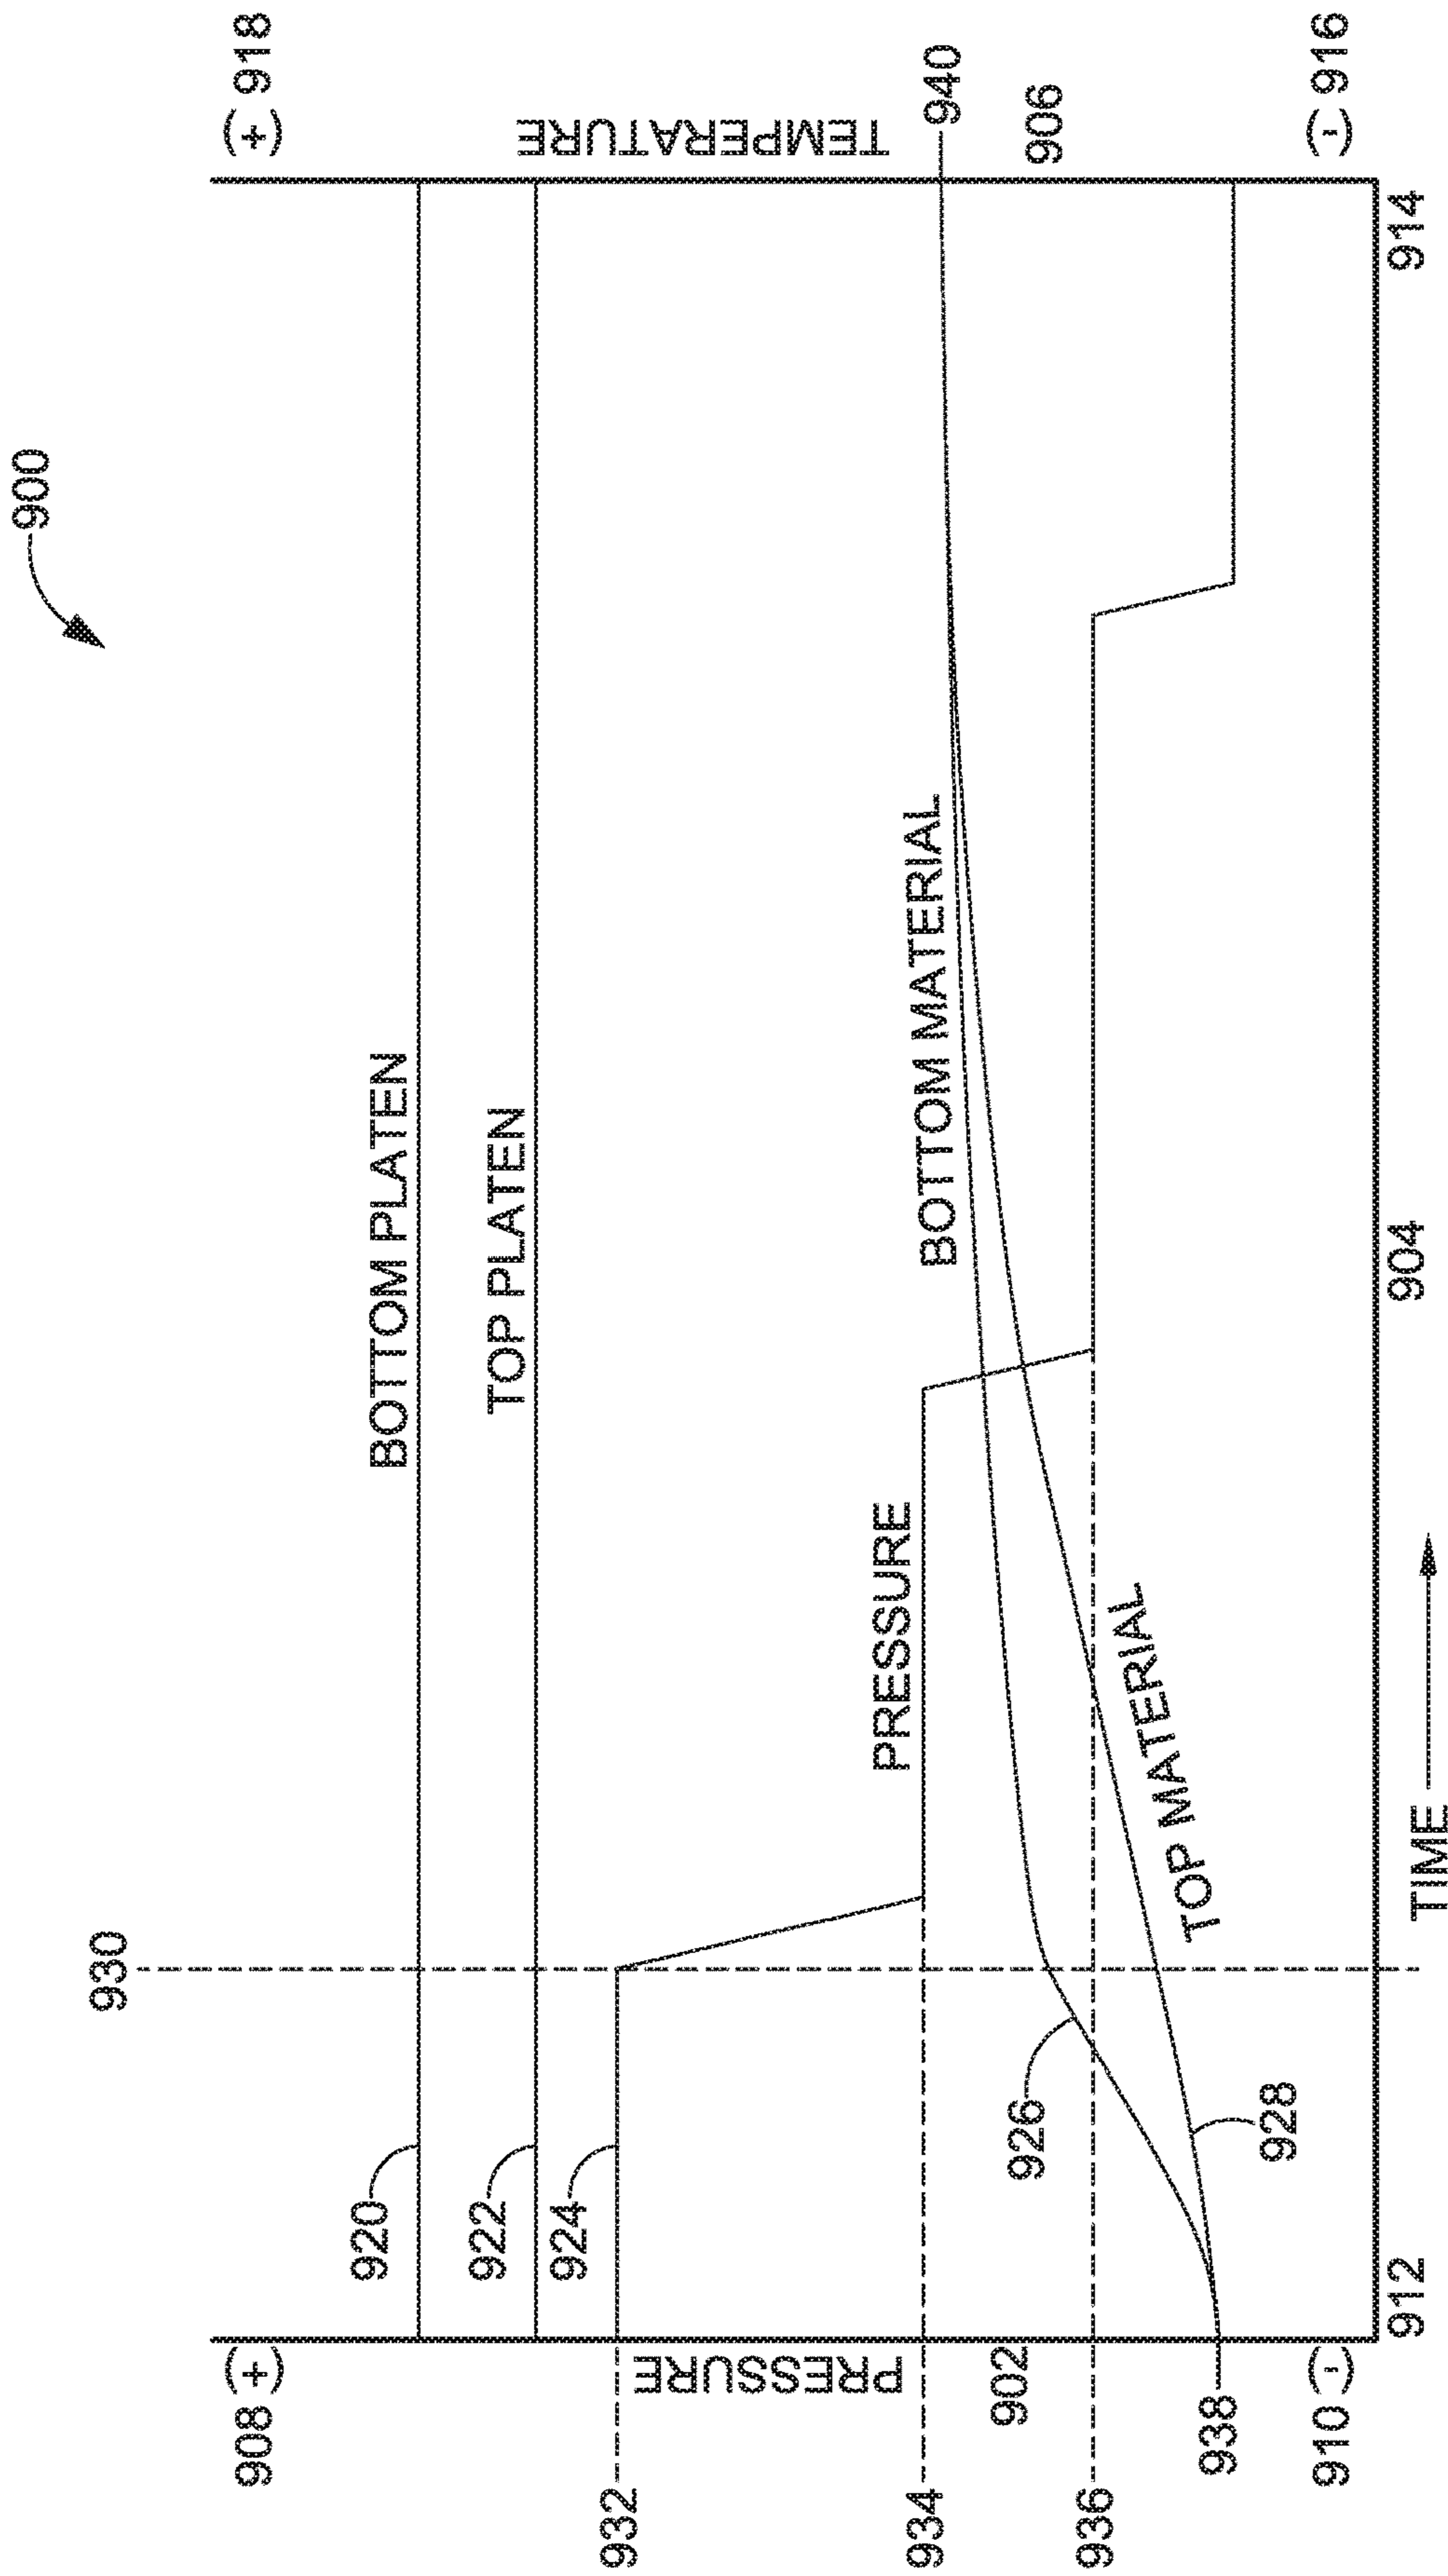 900
930
908 (+)
(+) 918
PRESSURE
TEMPERATURE
920
BOTTOM PLATEN
922
TOP PLATEN
924
932
PRESSURE
934
BOTTOM MATERIAL
940
902
906
926
936
TOP MATERIAL
928
938
910 (-)
(-) 916
912
904
914
TIME